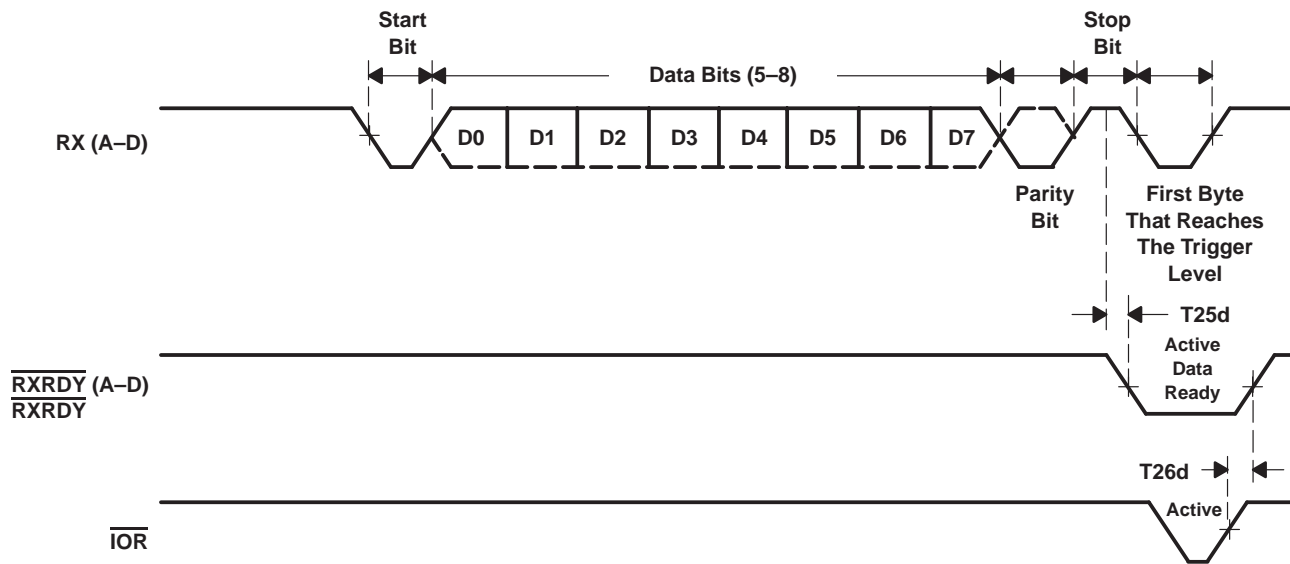 Start
Bit
Stop
Bit
Data Bits (5–8)
RX (A–D)
D0 D1 D2 D3 D4 D5 D6 D7
Parity
Bit
First Byte
That Reaches
The Trigger
Level
T25d
RXRDY (A–D)
RXRDY
Active
Data
Ready
T26d
IOR
Active